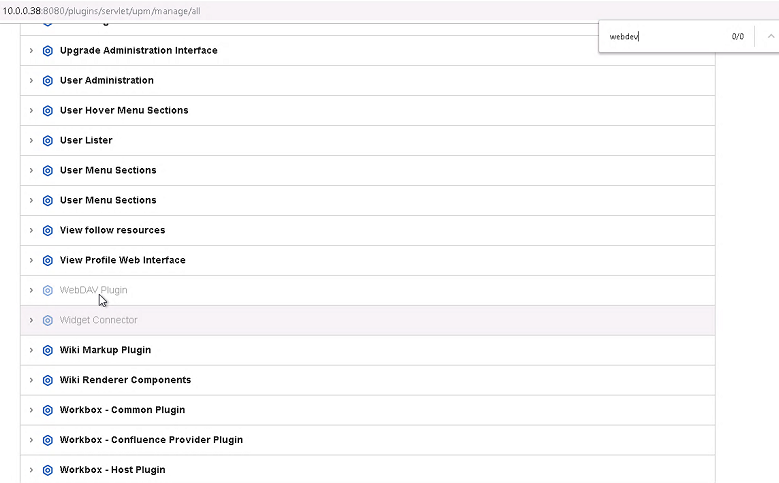 10.0.0.38:8080/plugins/servlet/upm/manage/all
webdev 0/0
Upgrade Administration Interface
User Administration
User Hover Menu Sections
User Lister
User Menu Sections
User Menu Sections
View follow resources
View Profile Web Interface
WebDAV Plugin
Widget Connector
Wiki Markup Plugin
Wiki Renderer Components
Workbox - Common Plugin
Workbox - Confluence Provider Plugin
Workbox - Host Plugin